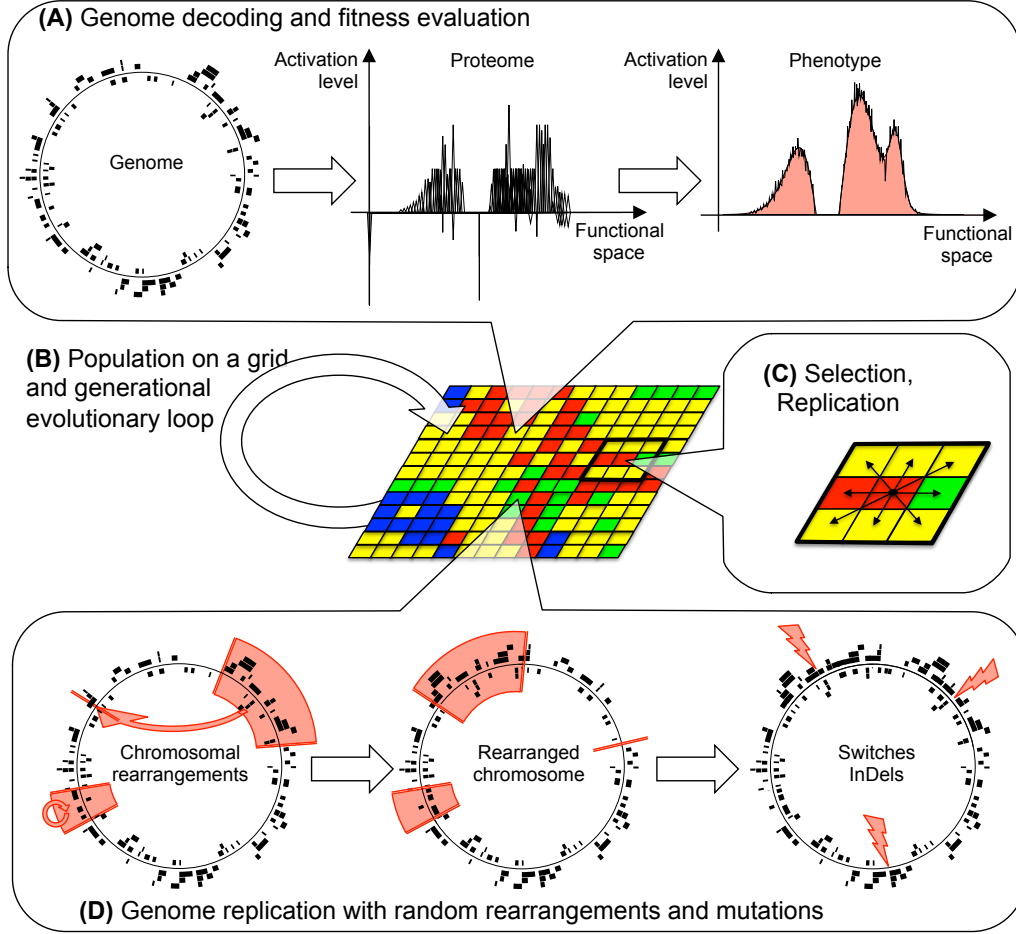 (A) Genome decoding and fitness evaluation
Genome
Activation
level
Proteome
Functional
space
Activation
level
Phenotype
Functional
space
(B) Population on a grid
and generational
evolutionary loop
(C) Selection,
Replication
Chromosomal
rearrangements
Rearranged
chromosome
Switches
InDels
(D) Genome replication with random rearrangements and mutations